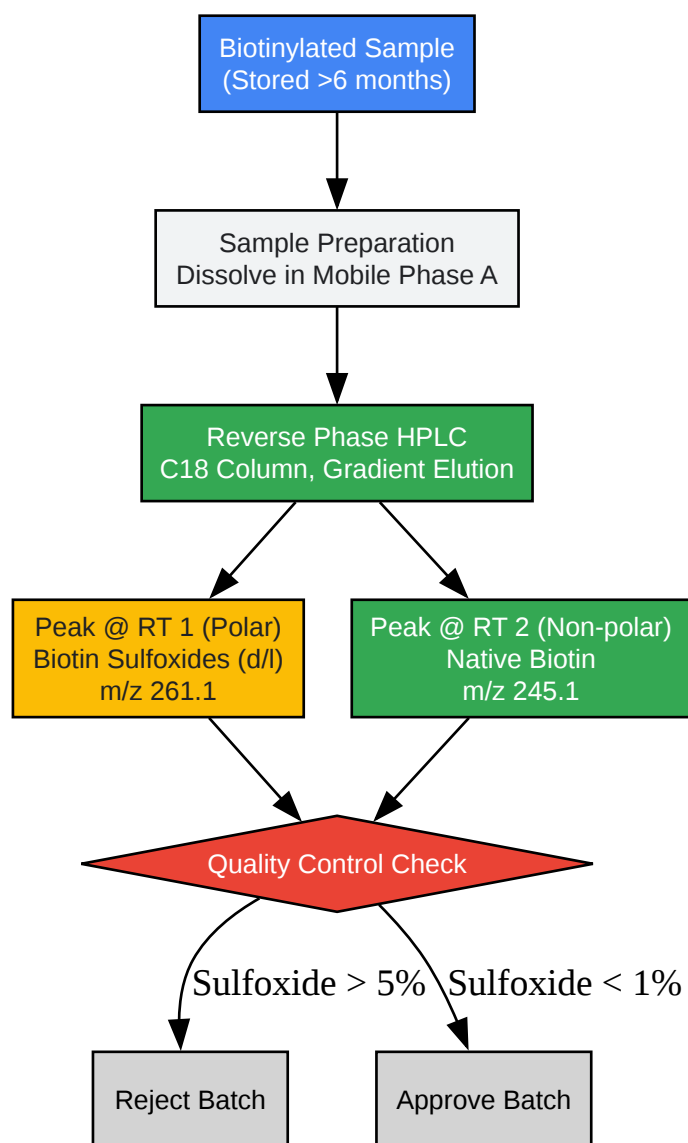 Biotinylated Sample
(Stored >6 months)
Sample Preparation
Dissolve in Mobile Phase A
Reverse Phase HPLC
C18 Column, Gradient Elution
Peak @ RT 1 (Polar)
Biotin Sulfoxides (d/l)
m/z 261.1
Peak @ RT 2 (Non-polar)
Native Biotin
m/z 245.1
Quality Control Check
Sulfoxide > 5%
Sulfoxide < 1%
Reject Batch
Approve Batch